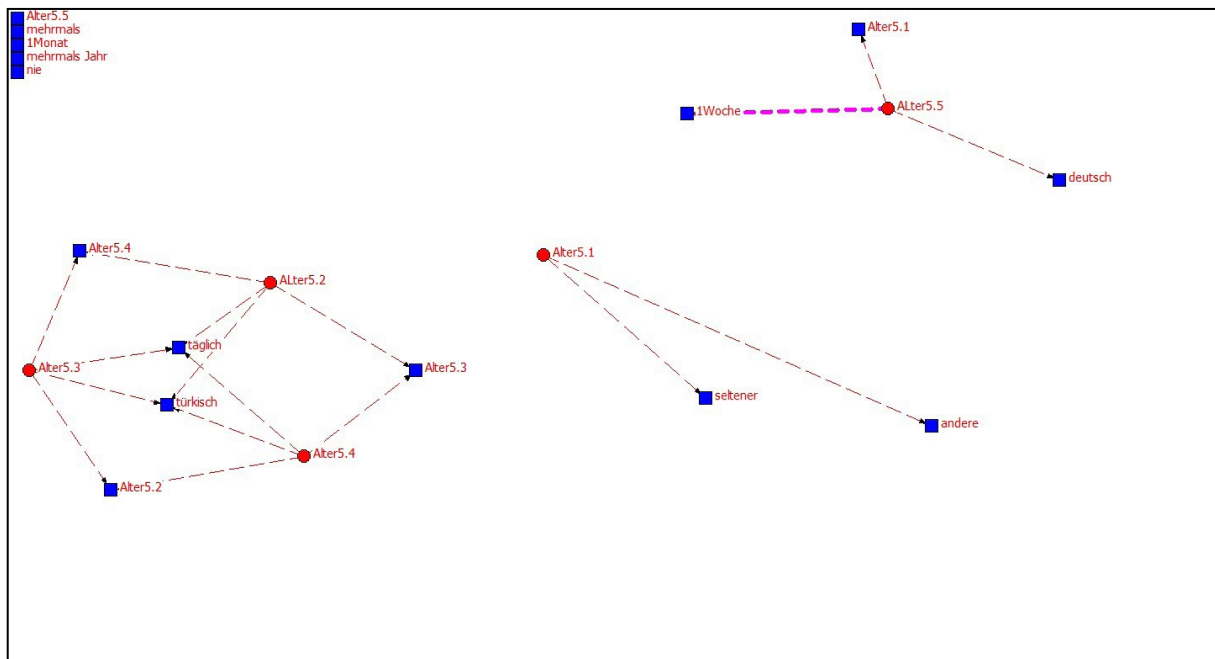 Alter5.5
mehrmals
1Monat
mehrmals Jahr
nie
Alter5.1
1Woche
ALter5.5
deutsch
Alter5.4
ALter5.2
Alter5.1
täglich
Alter5.3
Alter5.3
türkisch
seltener
andere
Alter5.4
Alter5.2